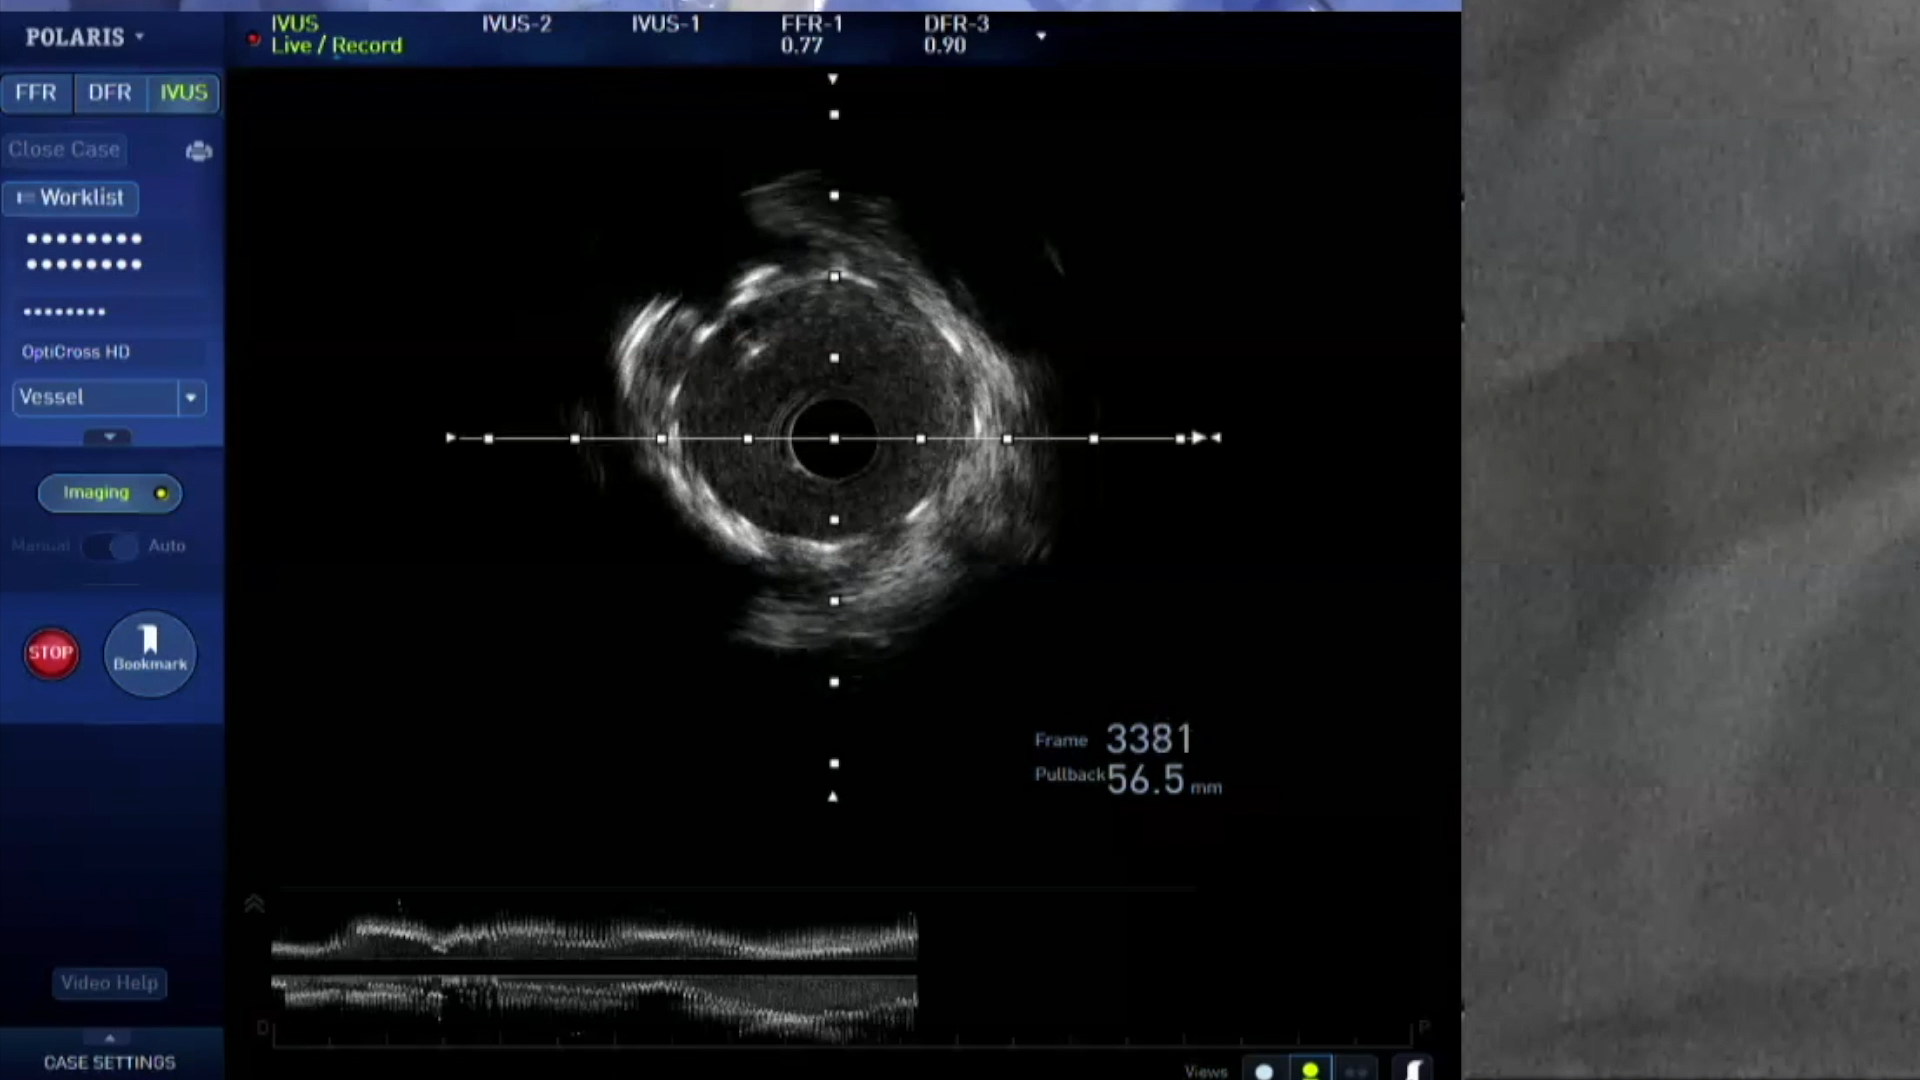 POLARIS
IVUS
Live / Record
IVUS-2
IVUS-1
FFR-1
0.77
DFR-3
0.90
FFR
DFR
IVUS
Close Case
Worklist
OptiCross HD
Vessel
Imaging
Manual
Auto
STOP
Bookmark
Frame 3381
Pullback 56.5 mm
Video Help
D
P
CASE SETTINGS
Views